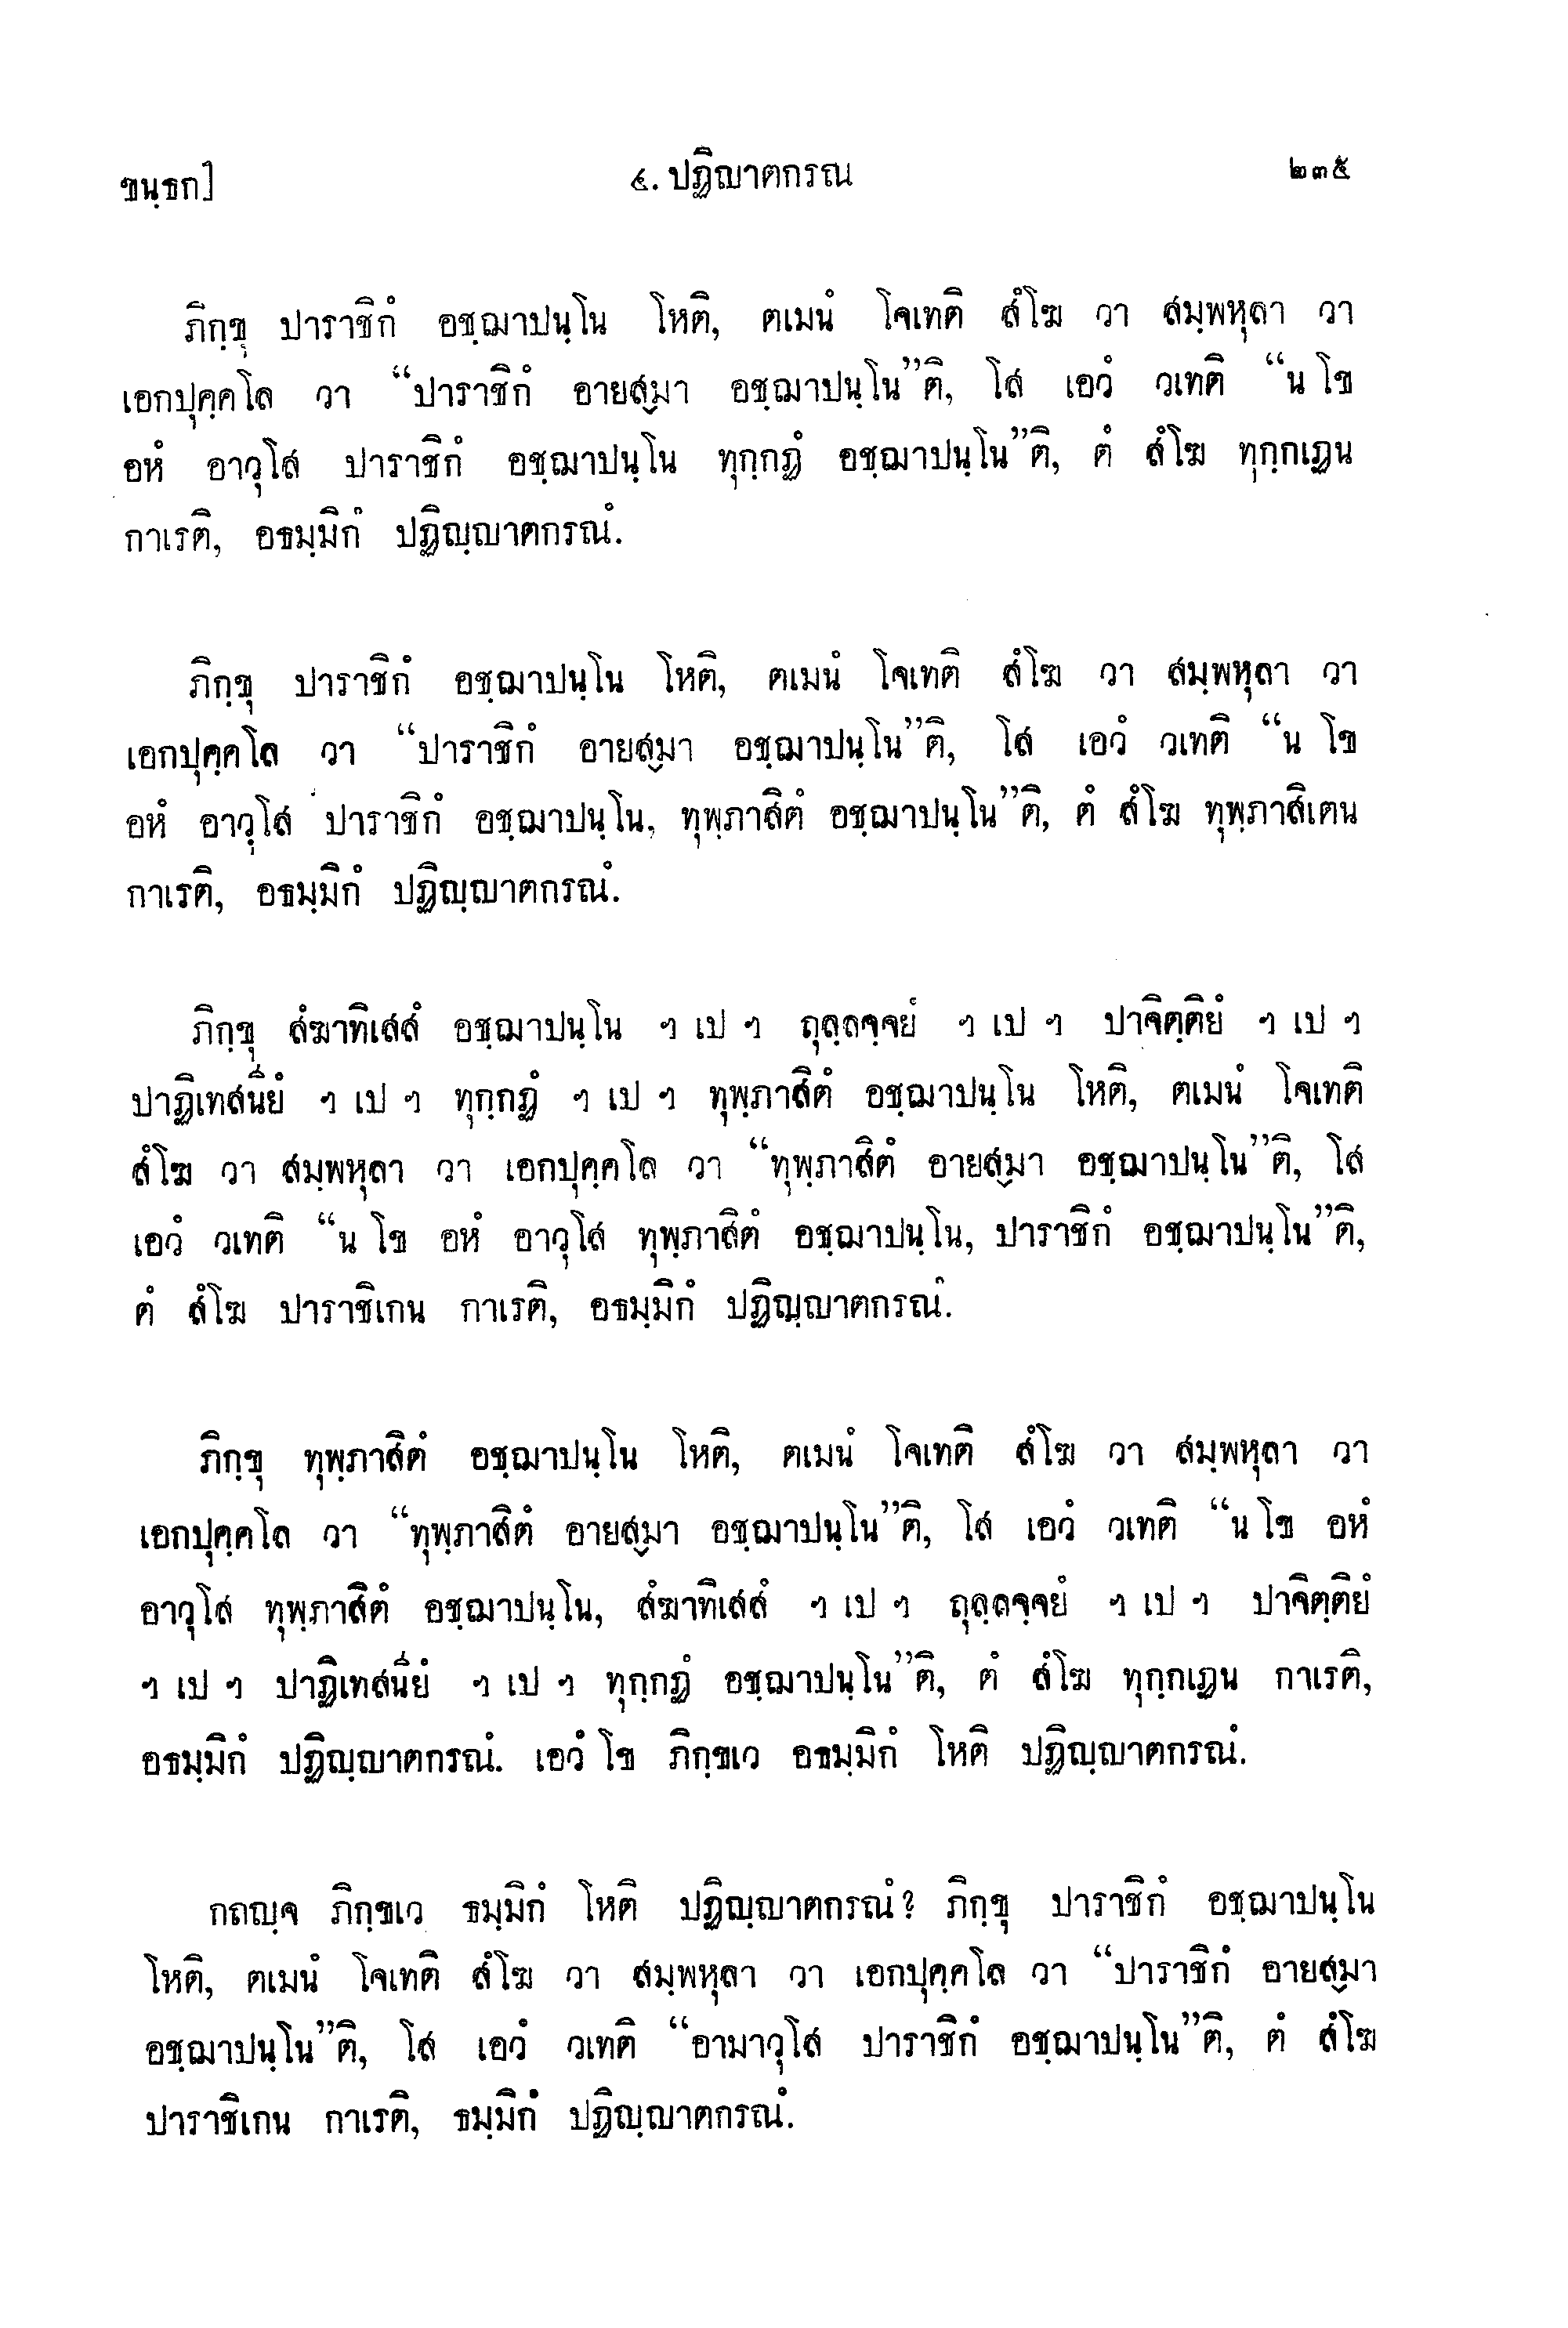 ขนฺธก]
๔. ปฏิญาตกรณ
๒๓๕
ภิกฺขุ ปาราชิกํ อชฺฌาปนฺโน โหติ, ตเมนํ โจเทติ สํโฆ วา สมฺพหุลา วา
เอกปุคฺคโล วา “ปาราชิกํ อายสฺมา อชฺฌาปนฺโน”ติ, โส เอวํ วเทติ “น โข
อหํ อาวุโส ปาราชิกํ อชฺฌาปนฺโน ทุกฺกฏํ อชฺฌาปนฺโน”ติ, ตํ สํโฆ ทุกฺกเฏน
กาเรติ, อธมฺมิกํ ปฏิญฺญาตกรณํ.
ภิกฺขุ ปาราชิกํ อชฺฌาปนฺโน โหติ, ตเมนํ โจเทติ สํโฆ วา สมฺพหุลา วา
เอกปุคฺคโล วา “ปาราชิกํ อายสฺมา อชฺฌาปนฺโน”ติ, โส เอวํ วเทติ “น โข
อหํ อาวุโส ปาราชิกํ อชฺฌาปนฺโน, ทุพฺภาสิตํ อชฺฌาปนฺโน”ติ, ตํ สํโฆ ทุพฺภาสิเตน
กาเรติ, อธมฺมิกํ ปฏิญฺญาตกรณํ.
ภิกฺขุ สํฆาทิเสสํ อชฺฌาปนฺโน ฯ เป ฯ ถุลฺลจฺจยํ ฯ เป ฯ ปาจิตฺติยํ ฯ เป ฯ
ปาฏิเทสนิยํ ฯ เป ฯ ทุกฺกฏํ ฯ เป ฯ ทุพฺภาสิตํ อชฺฌาปนฺโน โหติ, ตเมนํ โจเทติ
สํโฆ วา สมฺพหุลา วา เอกปุคฺคโล วา “ทุพฺภาสิตํ อายสฺมา อชฺฌาปนฺโน”ติ, โส
เอวํ วเทติ “น โข อหํ อาวุโส ทุพฺภาสิตํ อชฺฌาปนฺโน, ปาราชิกํ อชฺฌาปนฺโน”ติ,
ตํ สํโฆ ปาราชิเกน กาเรติ, อธมฺมิกํ ปฏิญฺญาตกรณํ.
ภิกฺขุ ทุพฺภาสิตํ อชฺฌาปนฺโน โหติ, ตเมนํ โจเทติ สํโฆ วา สมฺพหุลา วา
เอกปุคฺคโล วา “ทุพฺภาสิตํ อายสฺมา อชฺฌาปนฺโน”ติ, โส เอวํ วเทติ “น โข อหํ
อาวุโส ทุพฺภาสิตํ อชฺฌาปนฺโน, สํฆาทิเสสํ ฯ เป ฯ ถุลฺลจฺจยํ ฯ เป ฯ ปาจิตฺติยํ
ฯ เป ฯ ปาฏิเทสนิยํ ฯ เป ฯ ทุกฺกฏํ อชฺฌาปนฺโน”ติ, ตํ สํโฆ ทุกฺกเฏน กาเรติ,
อธมฺมิกํ ปฏิญฺญาตกรณํ. เอวํ โข ภิกฺขเว อธมฺมิกํ โหติ ปฏิญฺญาตกรณํ.
กถญฺจ ภิกฺขเว ธมฺมิกํ โหติ ปฏิญฺญาตกรณํ? ภิกฺขุ ปาราชิกํ อชฺฌาปนฺโน
โหติ, ตเมนํ โจเทติ สํโฆ วา สมฺพหุลา วา เอกปุคฺคโล วา “ปาราชิกํ อายสฺมา
อชฺฌาปนฺโน”ติ, โส เอวํ วเทติ “อามาวุโส ปาราชิกํ อชฺฌาปนฺโน”ติ, ตํ สํโฆ
ปาราชิเกน กาเรติ, ธมฺมิกํ ปฏิญฺญาตกรณํ.